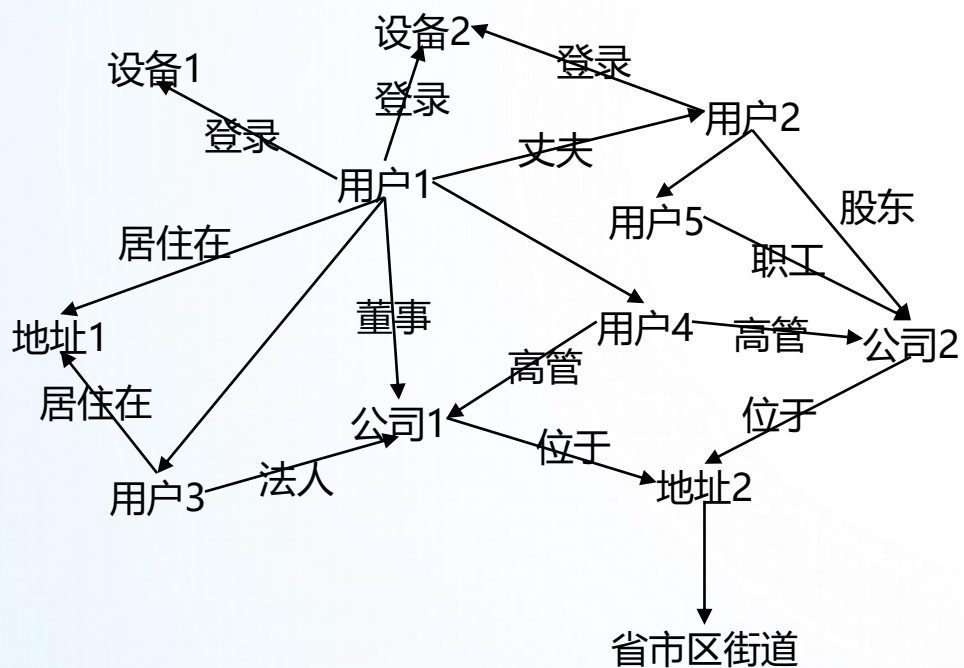 设备2
设备1
登录
登录
登录
用户2
丈夫
用户1
股东
用户5
居住在
职工
董事
用户4
地址1
高管
公司2
高管
居住在
公司1
位于
位于
法人
地址2
用户3
省市区街道